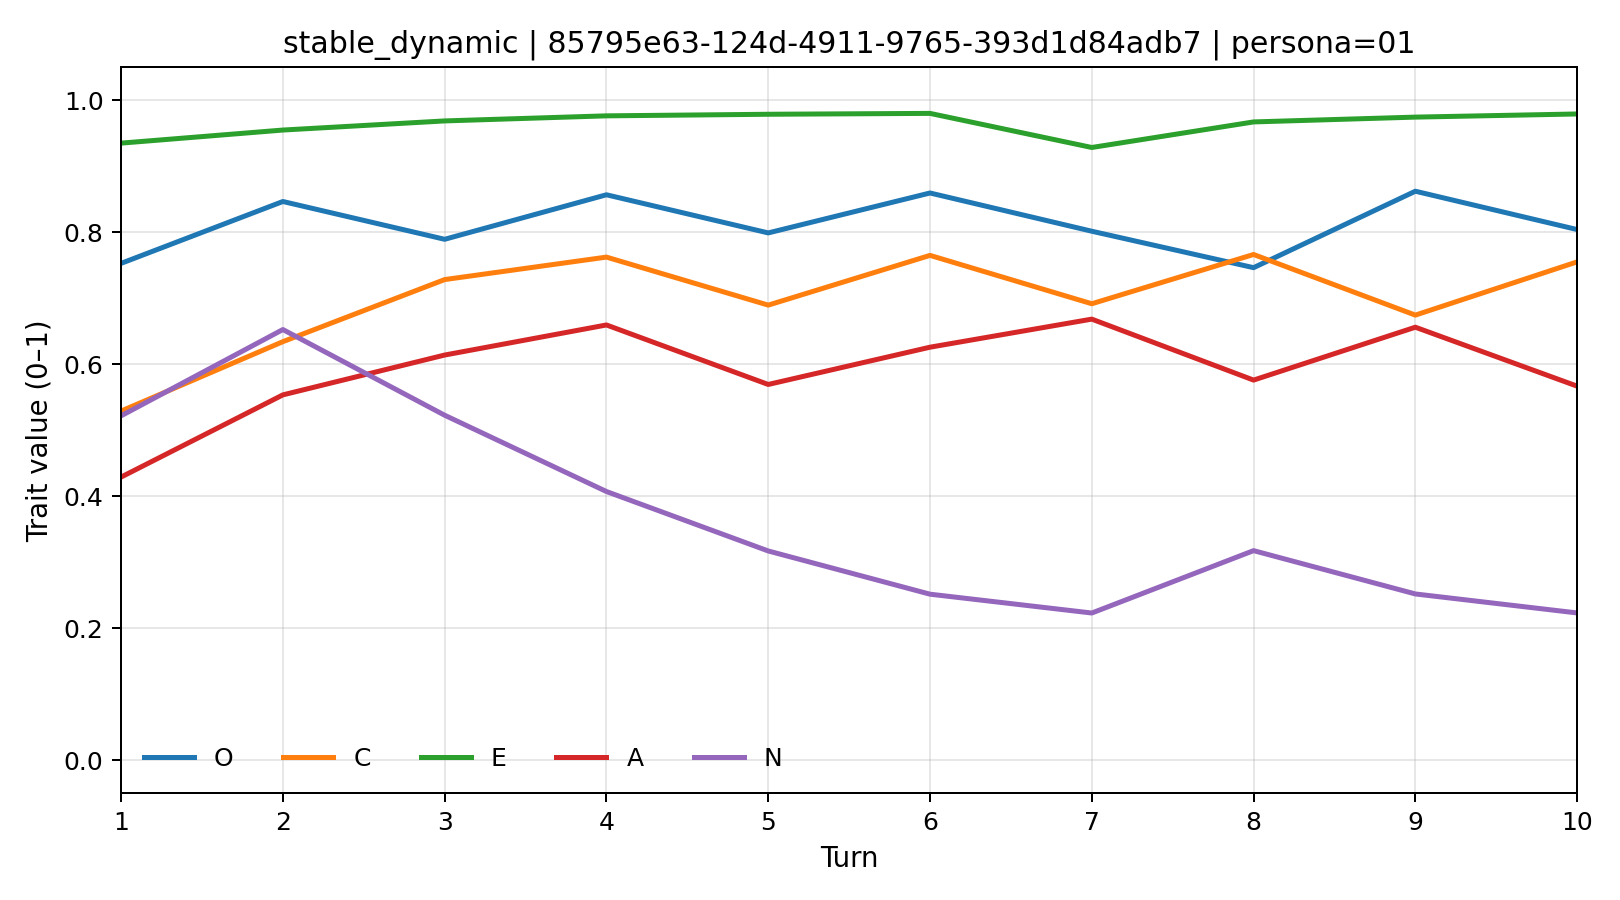 stable_dynamic | 85795e63-124d-4911-9765-393d1d84adb7 | persona=01
Trait value (0–1)
1.0
0.8
0.6
0.4
0.2
0.0
O C E A N
1 2 3 4 5 6 7 8 9 10
Turn